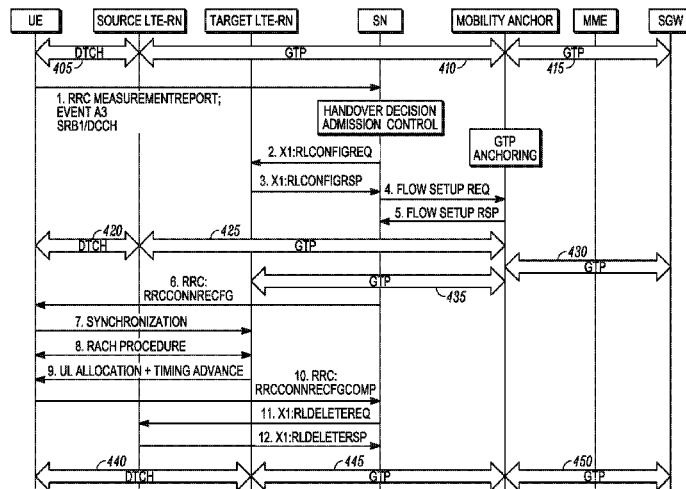 UE SOURCE LTE-RN TARGET LTE-RN SN MOBILITY ANCHOR MME SGW
DTCH GTP GTP
405 410 415
1. RRC MEASUREMENTREPORT;
EVENT A3
SRB1/DCCH
HANDOVER DECISION
ADMISSION CONTROL
GTP
ANCHORING
2. X1:RLCONFIGREQ
3. X1:RLCONFIGRSP
4. FLOW SETUP REQ
5. FLOW SETUP RSP
420 425
DTCH GTP
430
GTP
GTP
435
6. RRC:
RRCCONNRECFG
7. SYNCHRONIZATION
8. RACH PROCEDURE
9. UL ALLOCATION + TIMING ADVANCE
10. RRC:
RRCCONNRECFGCOMP
11. X1:RLDELETEREQ
12. X1:RLDELETERSP
440 445 450
DTCH GTP GTP